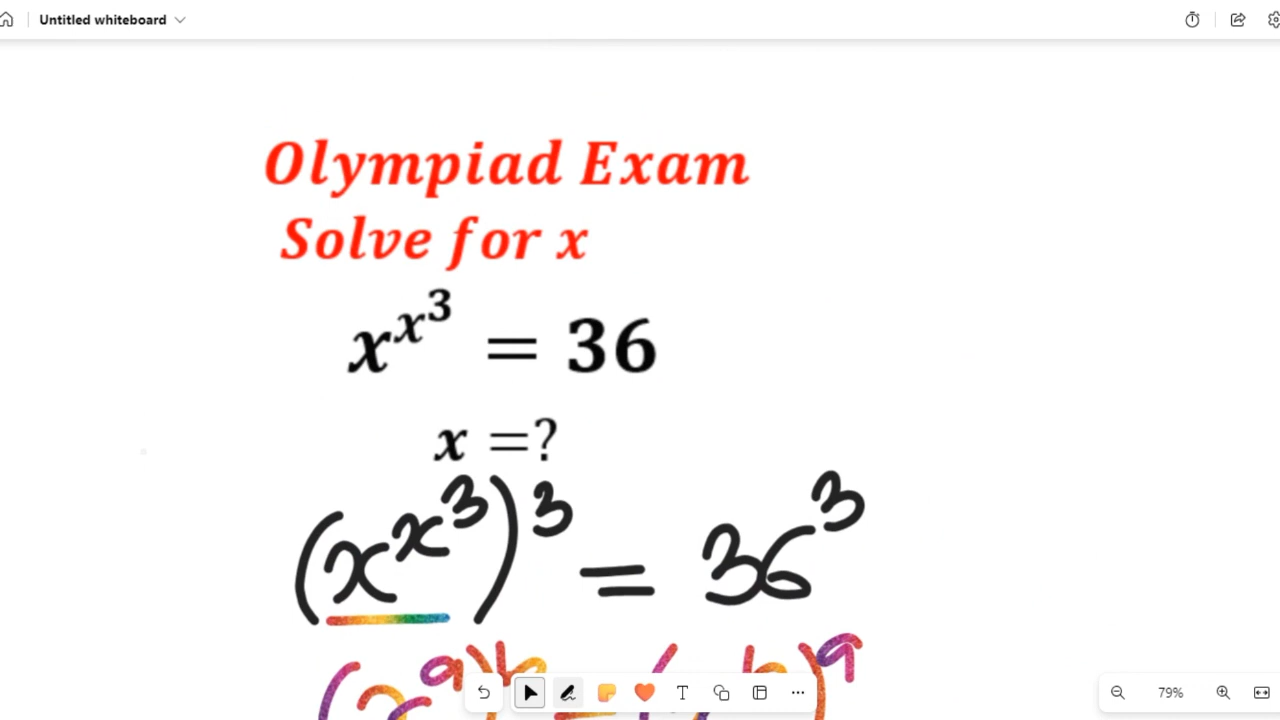 Untitled whiteboard
Olympiad Exam
Solve for x
x^{x^3} = 36
x =?
(x^{x^3})^3 = 36^3
79%